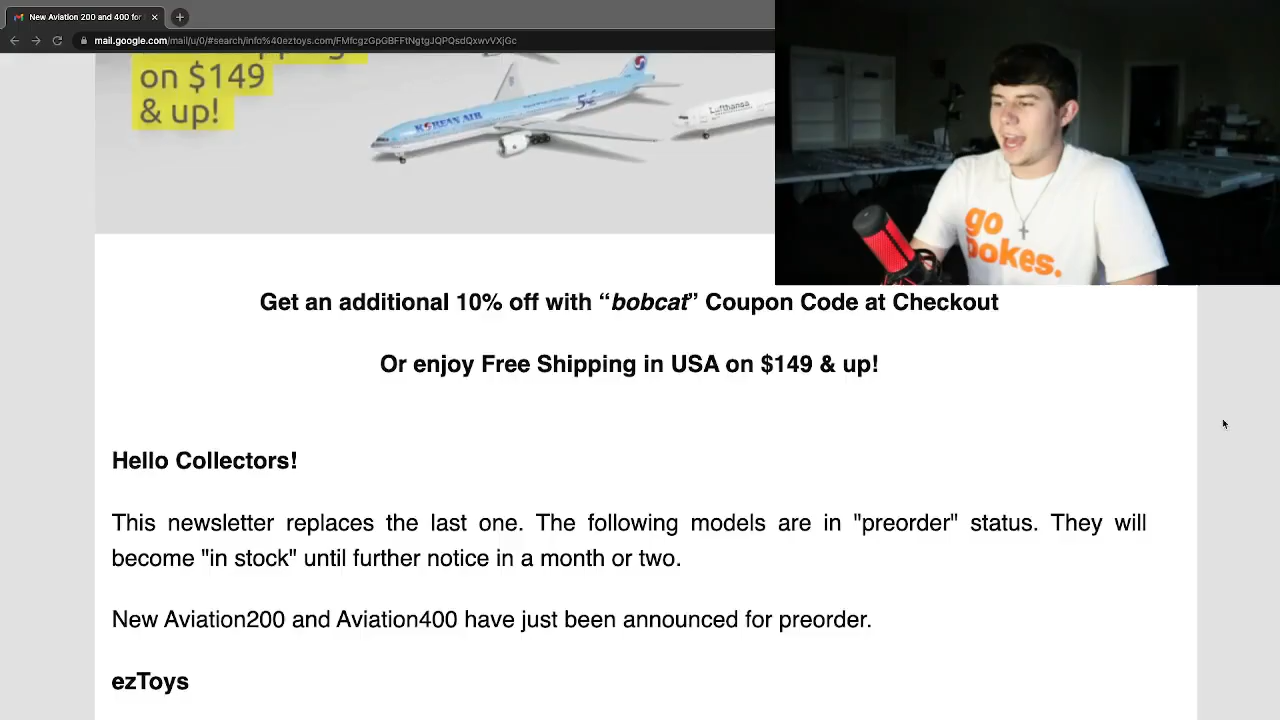 New Aviation 200 and 400 for
mail.google.com/mail/u/0/#search/info%40eztoys.com/FMfcgzGpGBFFtNgtgJQPQsdQxwvVXjGc
on $149
& up!
KOREAN AIR
Lufthansa
go
pokes.
Get an additional 10% off with “bobcat” Coupon Code at Checkout
Or enjoy Free Shipping in USA on $149 & up!
Hello Collectors!
This newsletter replaces the last one. The following models are in "preorder" status. They will
become "in stock" until further notice in a month or two.
New Aviation200 and Aviation400 have just been announced for preorder.
ezToys